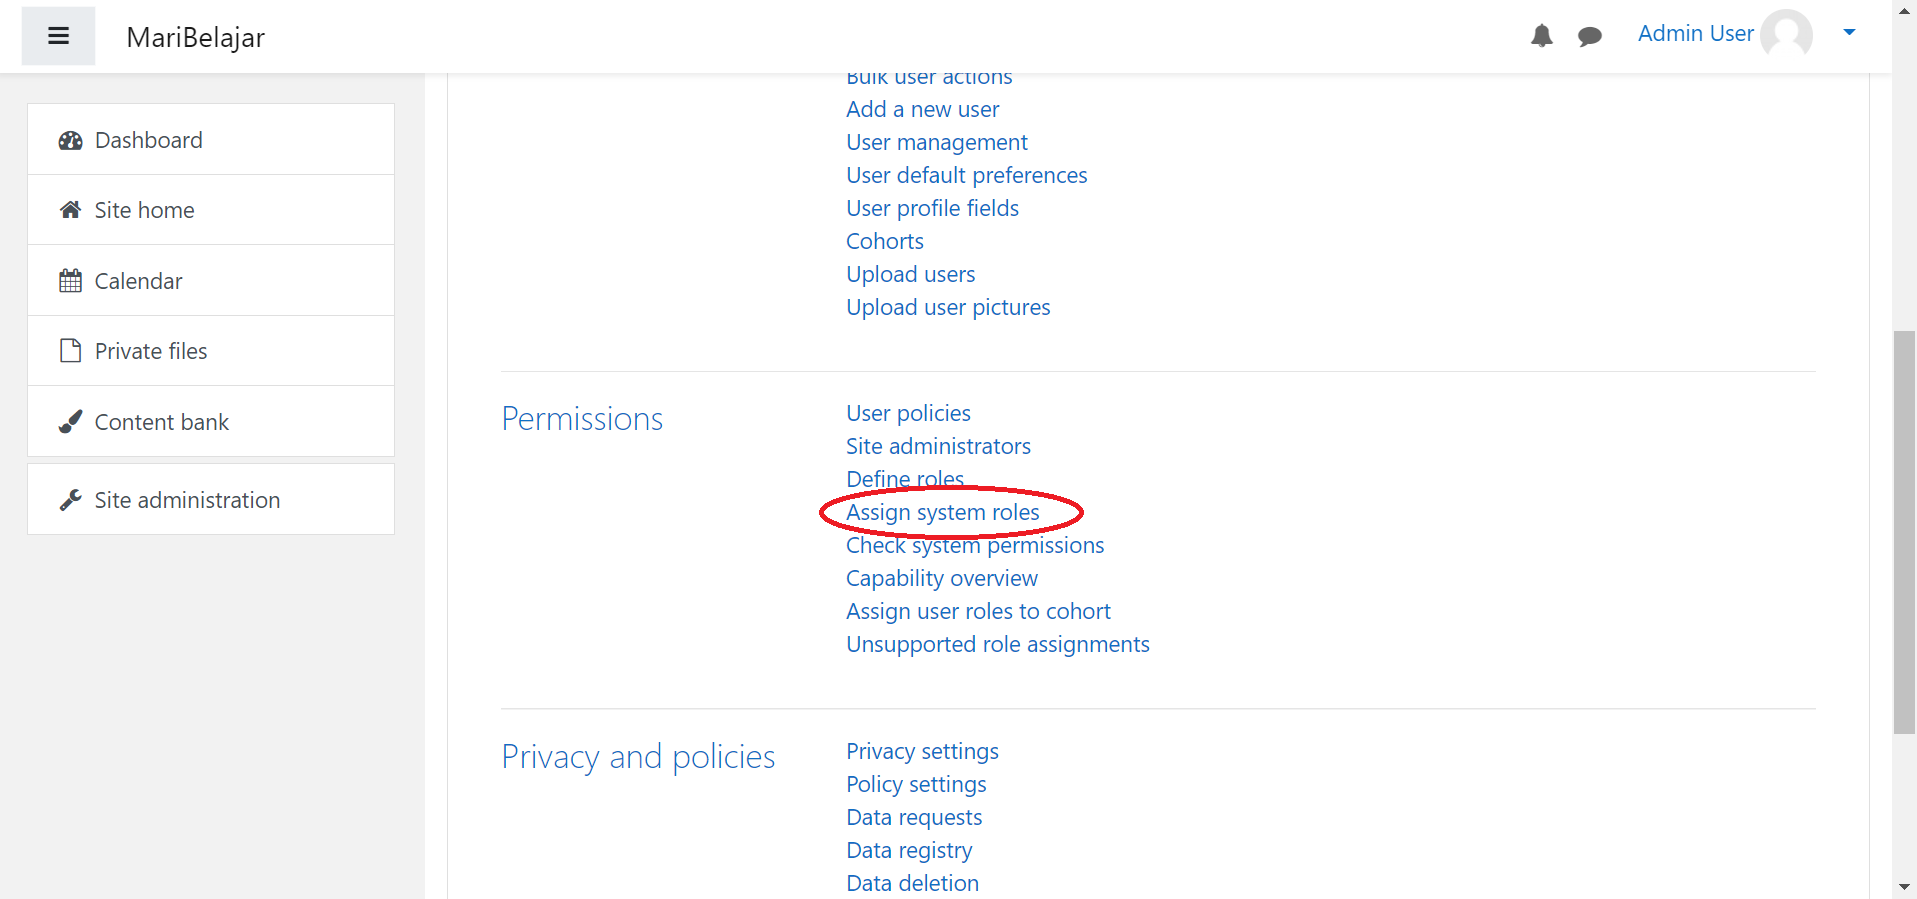 MariBelajar
Admin User
Dashboard
Site home
Calendar
Private files
Content bank
Site administration
Bulk user actions
Add a new user
User management
User default preferences
User profile fields
Cohorts
Upload users
Upload user pictures
Permissions
User policies
Site administrators
Define roles
Assign system roles
Check system permissions
Capability overview
Assign user roles to cohort
Unsupported role assignments
Privacy and policies
Privacy settings
Policy settings
Data requests
Data registry
Data deletion